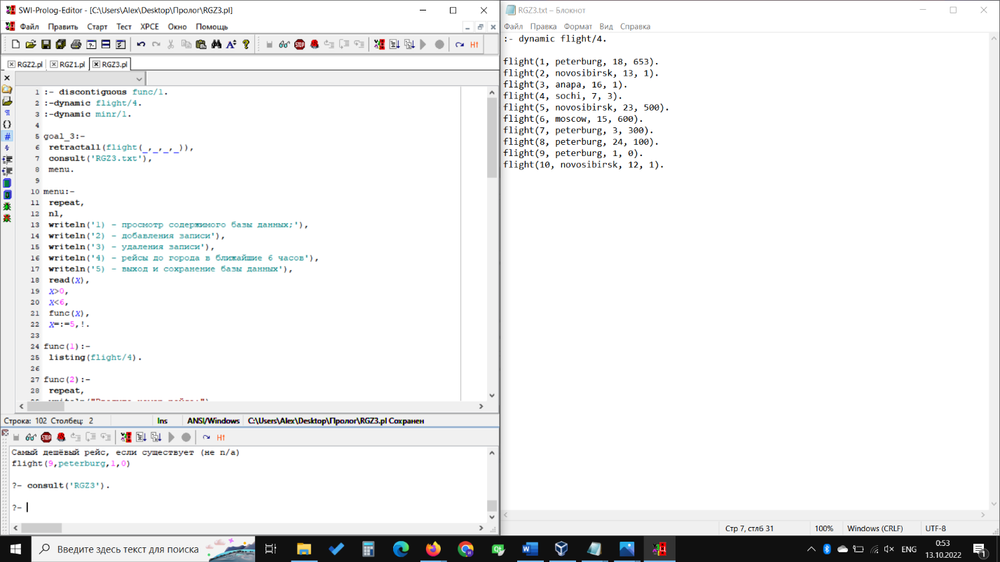 SWI-Prolog-Editor - [C:\Users\Alex\Desktop\Пролог\RGZ3.pl]
Файл Править Старт Тест XPCE Окно Помощь
RGZ2.pl RGZ1.pl RGZ3.pl
1 :- discontiguous func/1.
2 :-dynamic flight/4.
3 :-dynamic minr/1.
4
5 goal_3:-
6 retractall(flight(_,_,_,_)),
7 consult('RGZ3.txt'),
8 menu.
9
10 menu:-
11 repeat,
12 nl,
13 writeln('1) - просмотр содержимого базы данных;'),
14 writeln('2) - добавления записи'),
15 writeln('3) - удаления записи'),
16 writeln('4) - рейсы до города в ближайшие 6 часов'),
17 writeln('5) - выход и сохранение базы данных'),
18 read(X),
19 X>0,
20 X<6,
21 func(X),
22 X=:=5,!.
23
24 func(1):-
25 listing(flight/4).
26
27 func(2):-
28 repeat,
Строка: 102 Столбец: 2 Ins ANSI/Windows C:\Users\Alex\Desktop\Пролог\RGZ3.pl Сохранен
Самый дешёвый рейс, если существует (не n/a)
flight(9,peterburg,1,0)
?- consult('RGZ3').
?-
RGZ3.txt – Блокнот
Файл Правка Формат Вид Справка
:- dynamic flight/4.
flight(1, peterburg, 18, 653).
flight(2, novosibirsk, 13, 1).
flight(3, anapa, 16, 1).
flight(4, sochi, 7, 3).
flight(5, novosibirsk, 23, 500).
flight(6, moscow, 15, 600).
flight(7, peterburg, 3, 300).
flight(8, peterburg, 24, 100).
flight(9, peterburg, 1, 0).
flight(10, novosibirsk, 12, 1).
Стр 7, стлб 31 100% Windows (CRLF) UTF-8
Введите здесь текст для поиска
ENG
0:53
13.10.2022
1